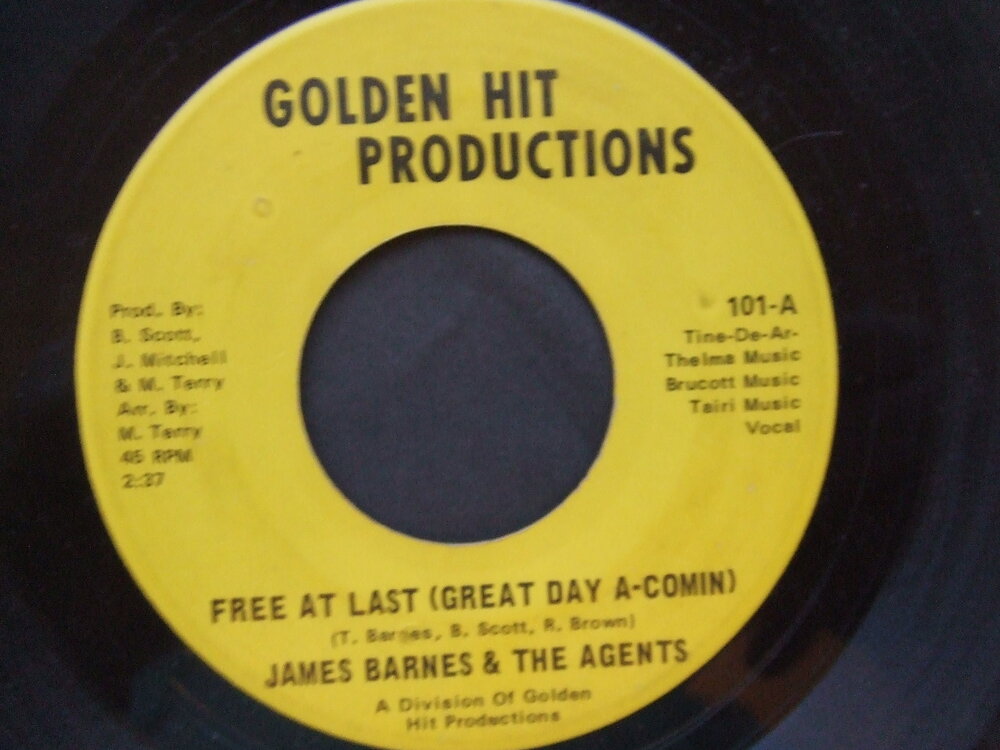 GOLDEN HIT
PRODUCTIONS
Prod. By:
B. Scott,
J. Mitchell
& M. Terry
Arr. By:
M. Terry
45 RPM
2:37
101-A
Tine-De-Ar-
Thelma Music
Brucott Music
Tairi Music
Vocal
FREE AT LAST (GREAT DAY A-COMIN)
(T. Barnes, B. Scott, R. Brown)
JAMES BARNES & THE AGENTS
A Division Of Golden
Hit Productions